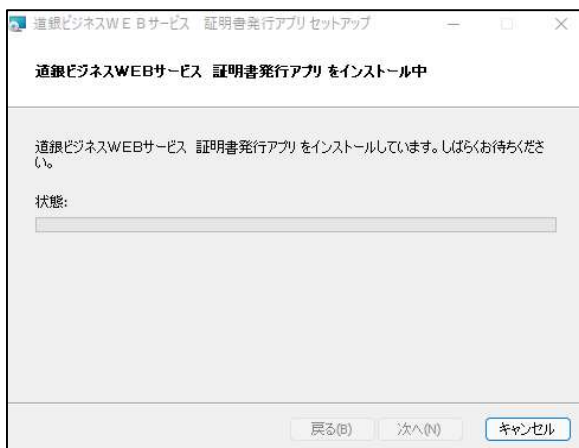 道銀ビジネスＷＥＢサービス　証明書発行アプリ セットアップ
道銀ビジネスＷＥＢサービス　証明書発行アプリ をインストール中
道銀ビジネスＷＥＢサービス　証明書発行アプリ をインストールしています。しばらくお待ちくださ
い。
状態:
戻る(B)
次へ(N)
キャンセル